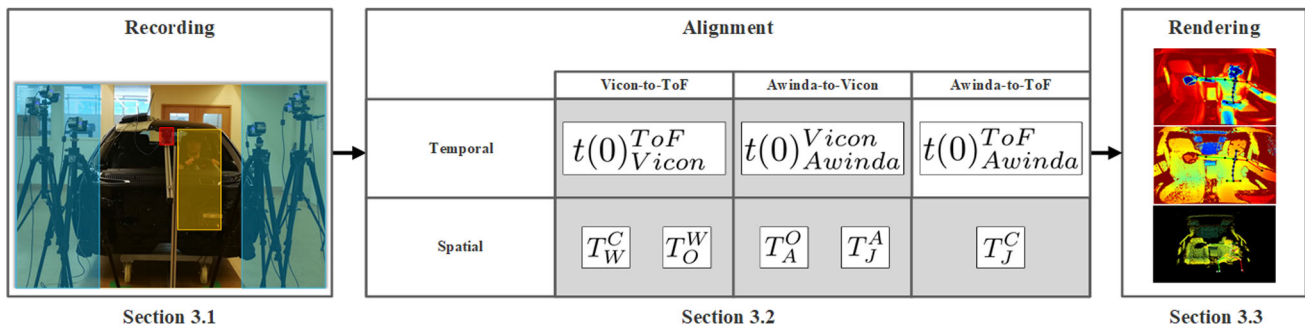 Recording
Alignment
Rendering
Vicon-to-ToF Awinda-to-Vicon Awinda-to-ToF
Temporal t(0)^{ToF}_{Vicon} t(0)^{Vicon}_{Awinda} t(0)^{ToF}_{Awinda}
Spatial T^C_W T^W_O T^O_A T^A_J T^C_J
Section 3.1
Section 3.2
Section 3.3